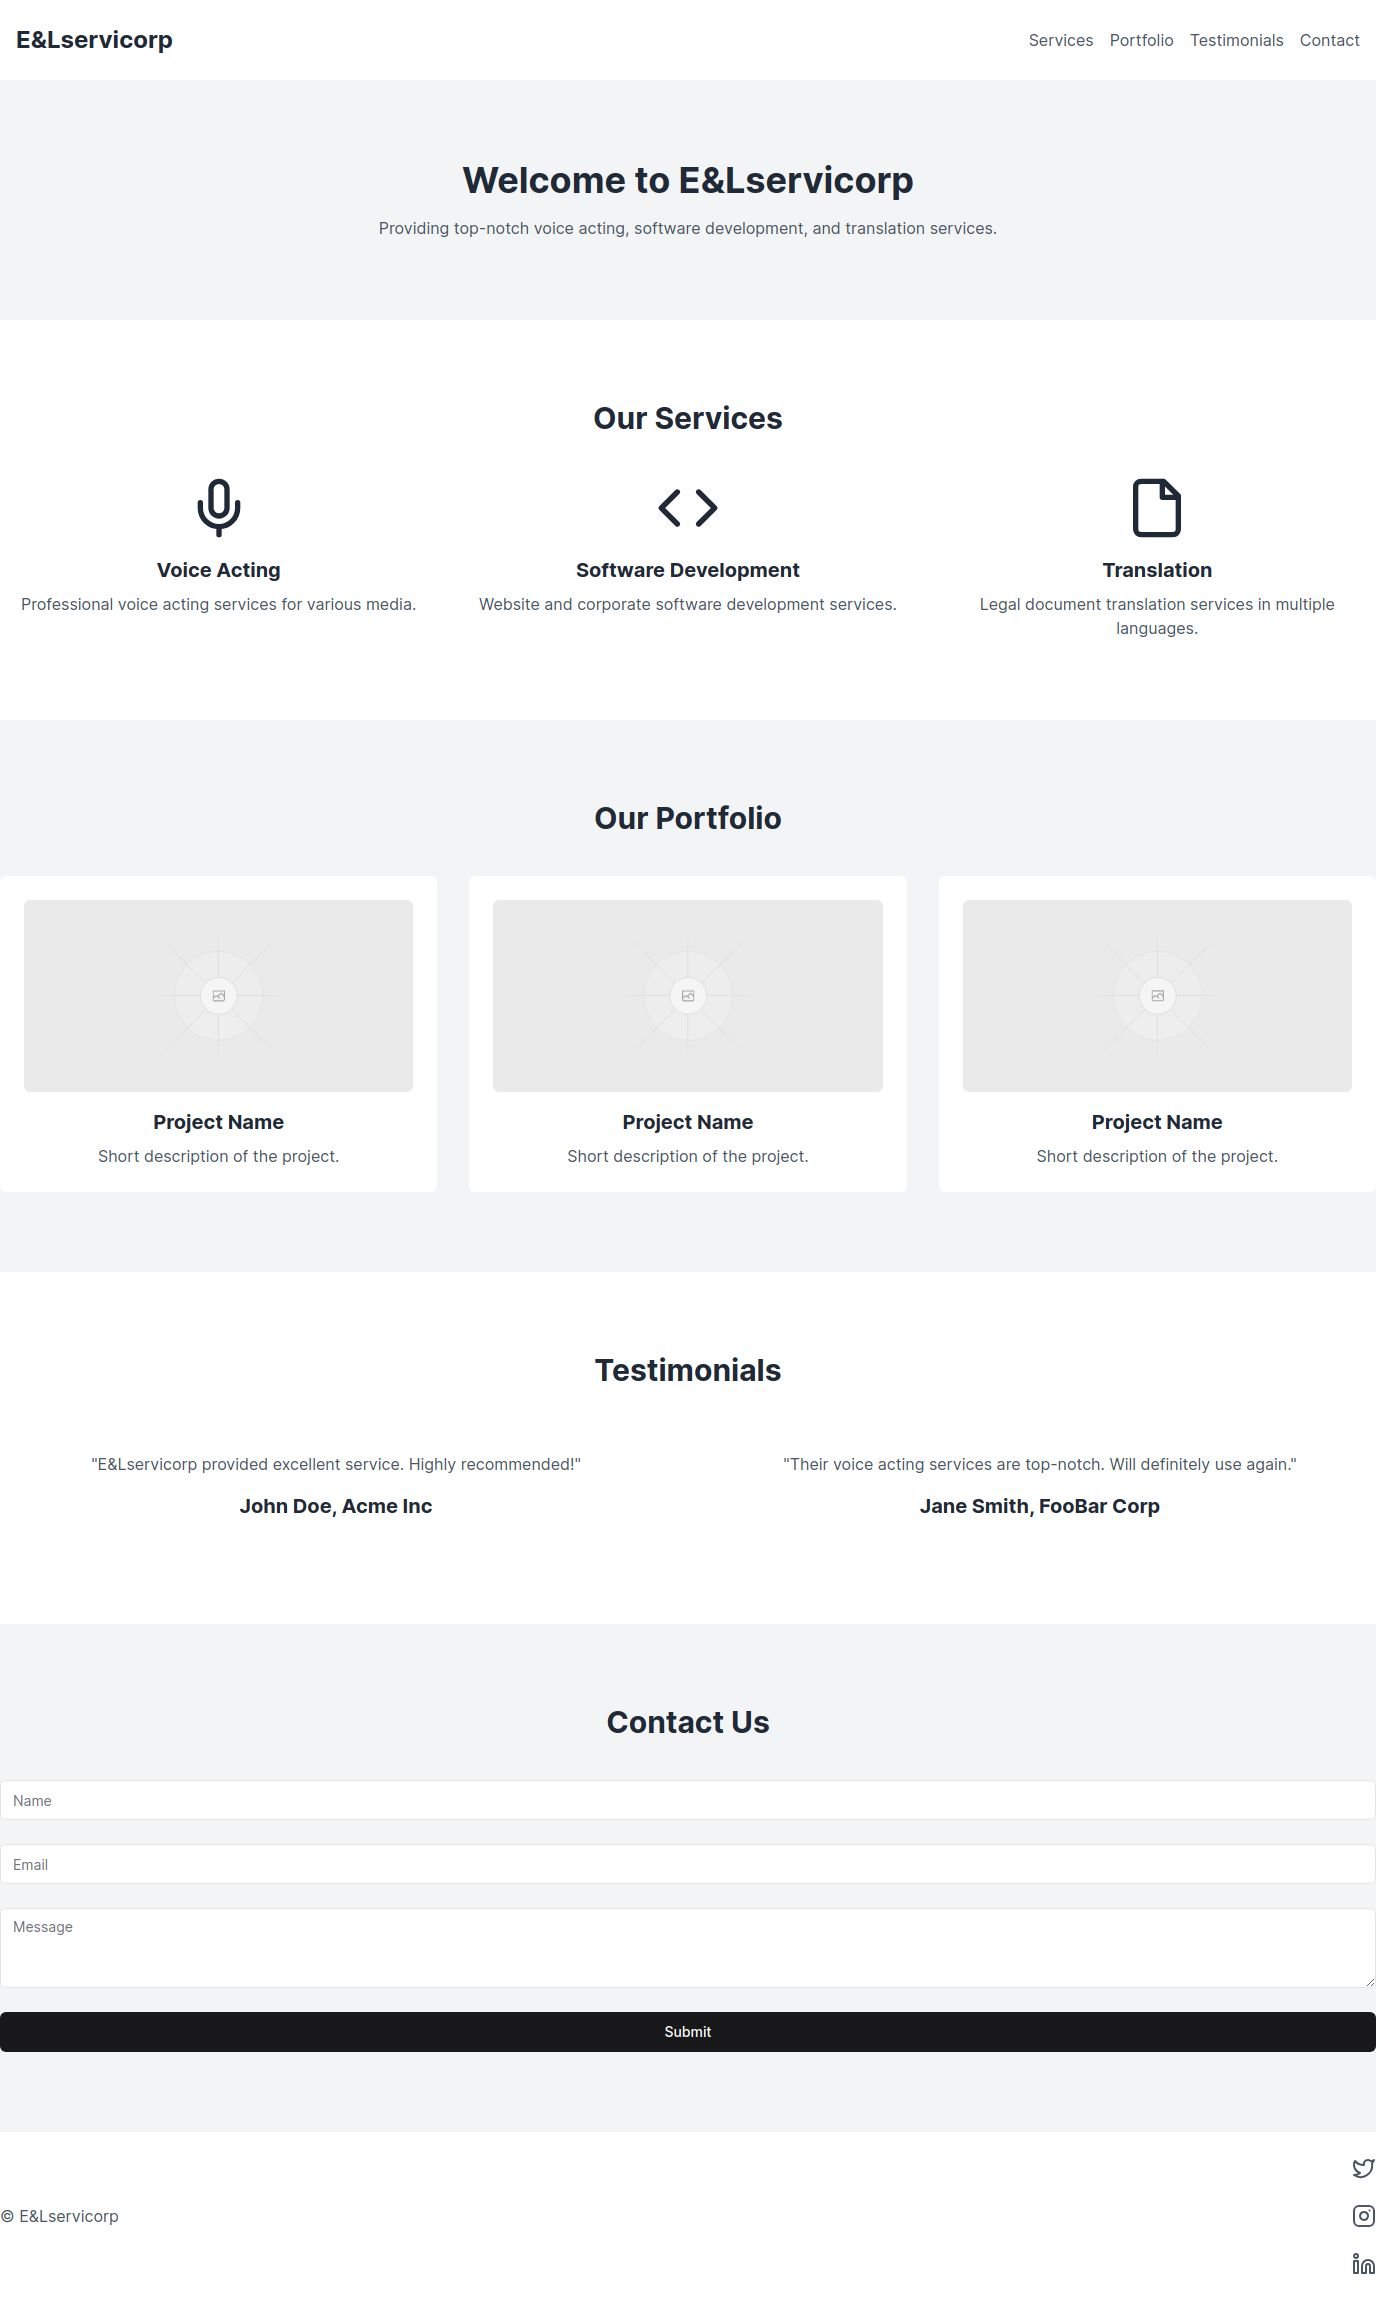 E&Lservicorp
Services Portfolio Testimonials Contact
Welcome to E&Lservicorp
Providing top-notch voice acting, software development, and translation services.
Our Services
Voice Acting
Professional voice acting services for various media.
Software Development
Website and corporate software development services.
Translation
Legal document translation services in multiple
languages.
Our Portfolio
Project Name
Short description of the project.
Project Name
Short description of the project.
Project Name
Short description of the project.
Testimonials
"E&Lservicorp provided excellent service. Highly recommended!"
John Doe, Acme Inc
"Their voice acting services are top-notch. Will definitely use again."
Jane Smith, FooBar Corp
Contact Us
Name
Email
Message
Submit
© E&Lservicorp